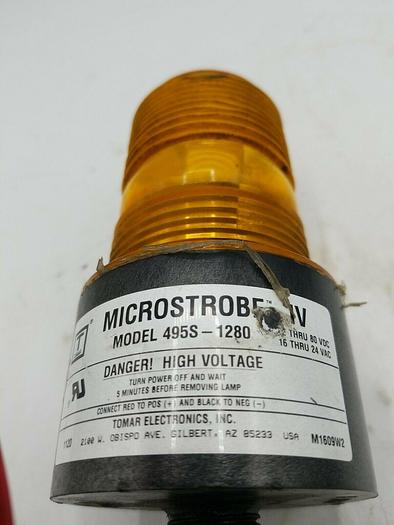 MICROSTROBE™ IV
MODEL 495S-1280
THRU 80 VDC
16 THRU 24 VAC
DANGER! HIGH VOLTAGE
TURN POWER OFF AND WAIT
5 MINUTES BEFORE REMOVING LAMP
CONNECT RED TO POS (+) AND BLACK TO NEG (-)
TOMAR ELECTRONICS, INC.
2100 W. OBISPO AVE. GILBERT, AZ 85233 USA M1609W2